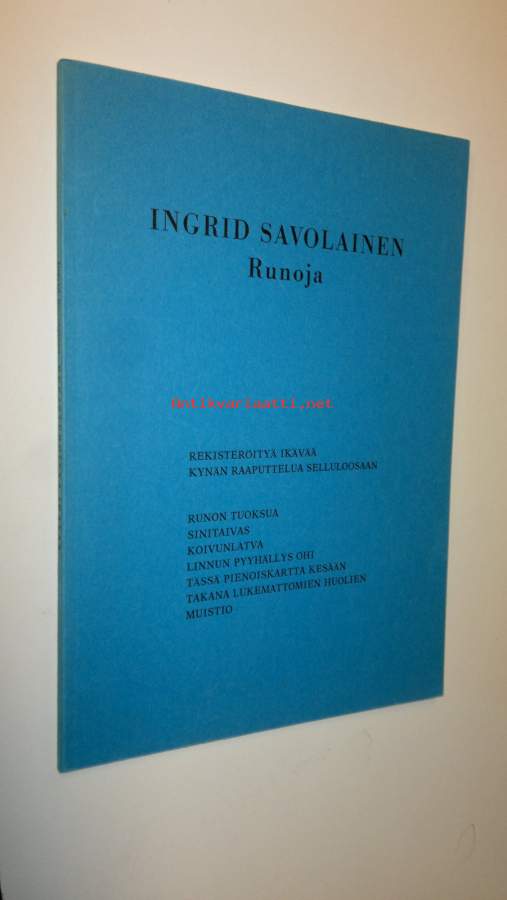 INGRID SAVOLAINEN
Runoja
Antikvariaatti.net
REKISTERÖITYÄ IKÄVÄÄ
KYNÄN RAAPUTTELUA SELLULOOSAAN
RUNON TUOKSUA
SINITAIVAS
KOIVUNLATVA
LINNUN PYYHÄLLYS OHI
TÄSSÄ PIENOISKARTTA KESÄÄN
TAKANA LUKEMATTOMIEN HUOLIEN
MUISTIO